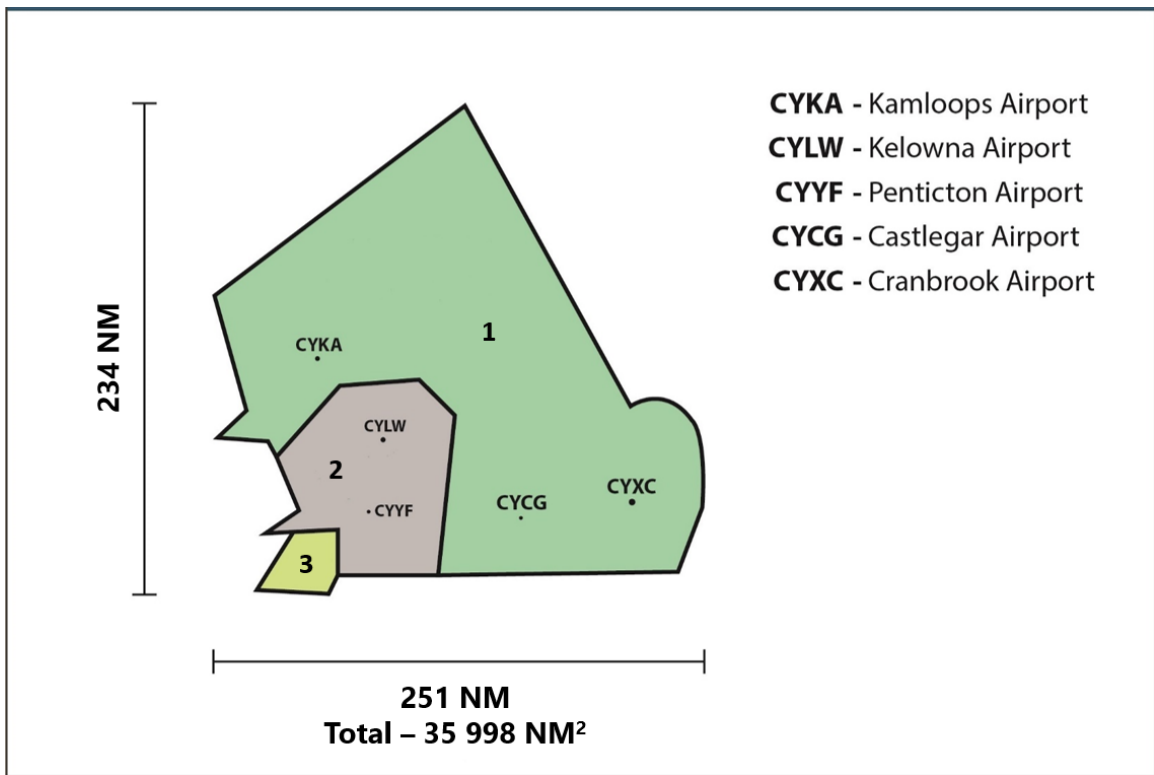 CYKA - Kamloops Airport
CYLW - Kelowna Airport
CYYF - Penticton Airport
CYCG - Castlegar Airport
CYXC - Cranbrook Airport
234 NM
1
CYKA
CYLW
2
CYYF
CYCG
CYXC
3
251 NM
Total – 35 998 NM²